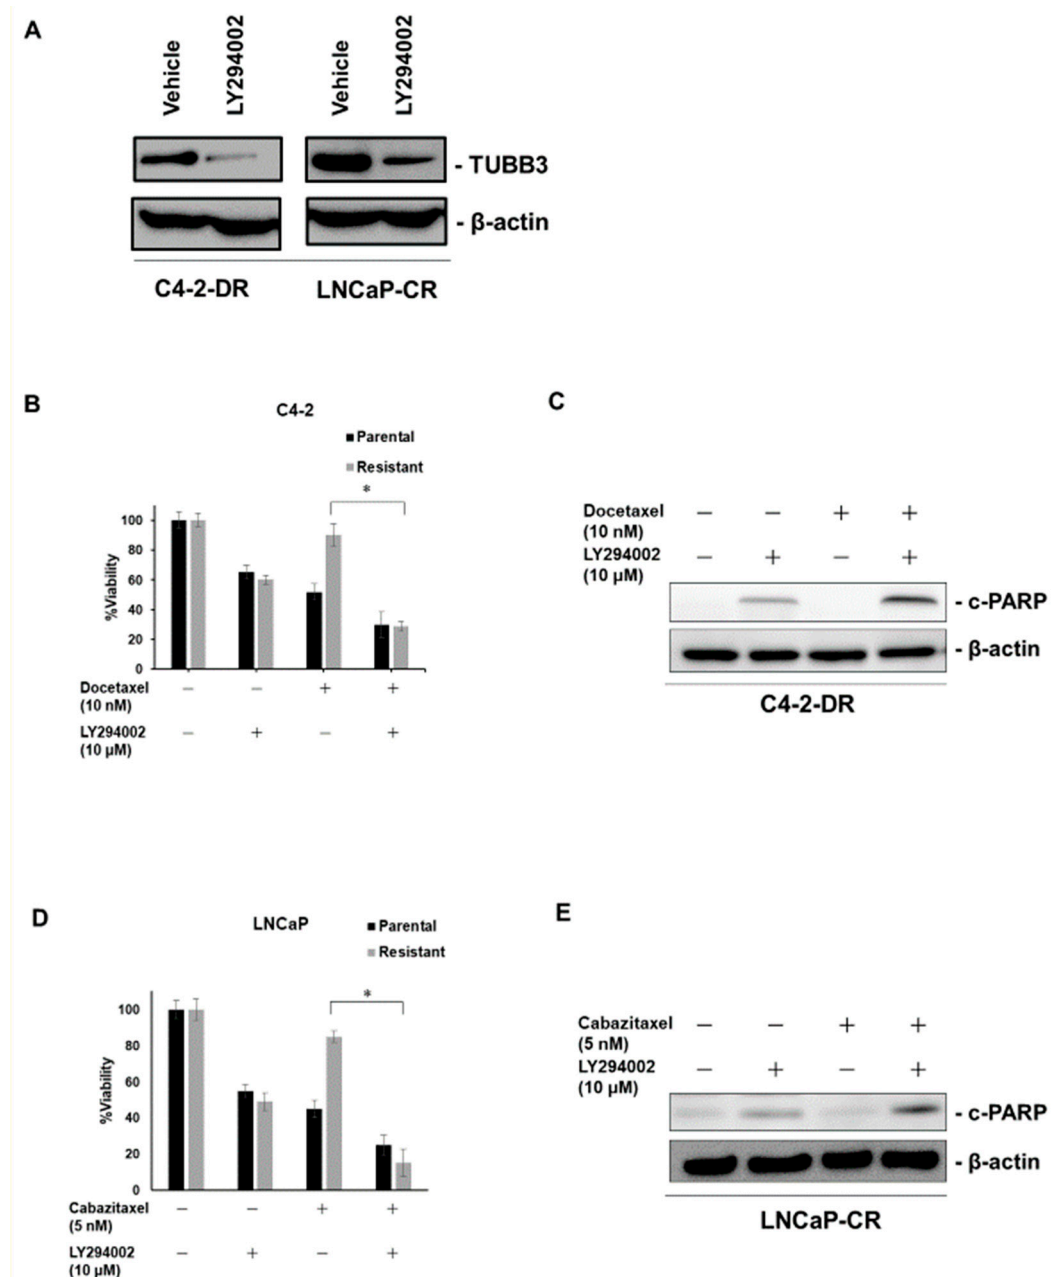 A
Vehicle
LY294002
Vehicle
LY294002
- TUBB3
- β-actin
C4-2-DR
LNCaP-CR
B
C4-2
Parental
Resistant
*
100
80
60
40
20
0
%Viability
Docetaxel
(10 nM)
− − + +
LY294002
(10 µM)
− + − +
C
Docetaxel
(10 nM)
− − + +
LY294002
(10 µM)
− + − +
- c-PARP
- β-actin
C4-2-DR
D
LNCaP
Parental
Resistant
*
100
80
60
40
20
0
%Viability
Cabazitaxel
(5 nM)
− − + +
LY294002
(10 µM)
− + − +
E
Cabazitaxel
(5 nM)
− − + +
LY294002
(10 µM)
− + − +
- c-PARP
- β-actin
LNCaP-CR